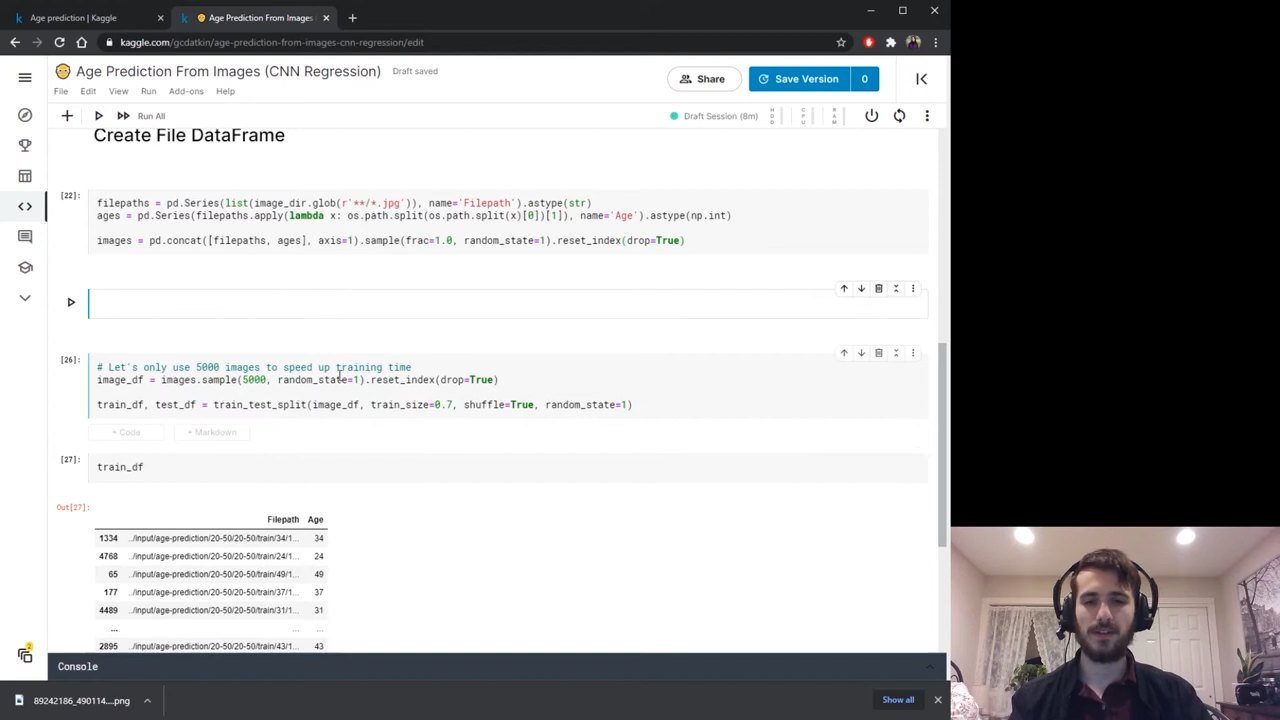 Age prediction | Kaggle
Age Prediction From Images (CNN
kaggle.com/gcdatkin/age-prediction-from-images-cnn-regression/edit
Age Prediction From Images (CNN Regression) Draft saved
Share
Save Version 0
File Edit View Run Add-ons Help
Run All
Draft Session (8m)
HDD
CPU
RAM
Create File DataFrame
[22]:
filepaths = pd.Series(list(image_dir.glob(r'**/*.jpg')), name='Filepath').astype(str)
ages = pd.Series(filepaths.apply(lambda x: os.path.split(os.path.split(x)[0])[1]), name='Age').astype(np.int)
images = pd.concat([filepaths, ages], axis=1).sample(frac=1.0, random_state=1).reset_index(drop=True)
[26]:
# Let's only use 5000 images to speed up training time
image_df = images.sample(5000, random_state=1).reset_index(drop=True)
train_df, test_df = train_test_split(image_df, train_size=0.7, shuffle=True, random_state=1)
+ Code + Markdown
[27]:
train_df
Out[27]:
Filepath Age
1334 ../input/age-prediction/20-50/20-50/train/34/1... 34
4768 ../input/age-prediction/20-50/20-50/train/24/1... 24
65 ../input/age-prediction/20-50/20-50/train/49/1... 49
177 ../input/age-prediction/20-50/20-50/train/37/1... 37
4489 ../input/age-prediction/20-50/20-50/train/31/1... 31
... ... ...
2895 ../input/age-prediction/20-50/20-50/train/43/1... 43
2
Console
89242186_490114....png
Show all